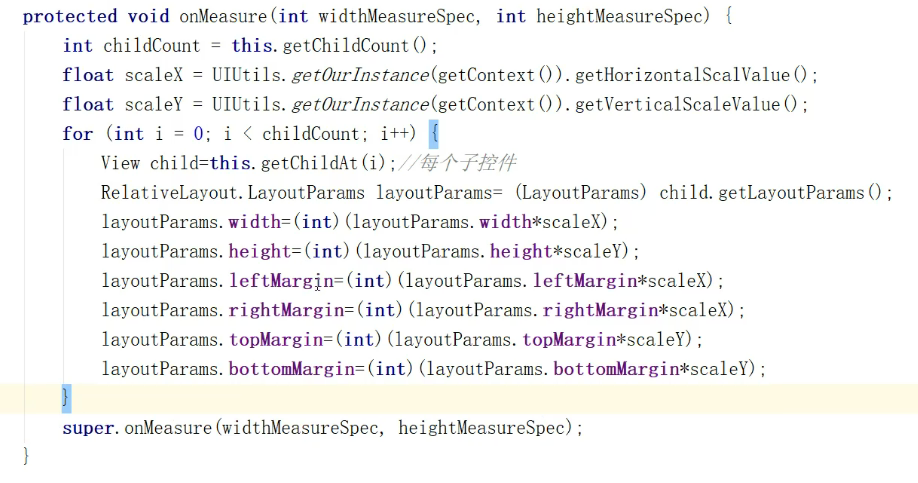 protected void onMeasure(int widthMeasureSpec, int heightMeasureSpec) {
int childCount = this.getChildCount();
float scaleX = UIUtils.getOurInstance(getContext()).getHorizontalScalValue();
float scaleY = UIUtils.getOurInstance(getContext()).getVerticalScaleValue();
for (int i = 0; i < childCount; i++) {
View child=this.getChildAt(i);//每个子控件
RelativeLayout.LayoutParams layoutParams= (LayoutParams) child.getLayoutParams();
layoutParams.width=(int)(layoutParams.width*scaleX);
layoutParams.height=(int)(layoutParams.height*scaleY);
layoutParams.leftMargin=(int)(layoutParams.leftMargin*scaleX);
layoutParams.rightMargin=(int)(layoutParams.rightMargin*scaleX);
layoutParams.topMargin=(int)(layoutParams.topMargin*scaleY);
layoutParams.bottomMargin=(int)(layoutParams.bottomMargin*scaleY);
}
super.onMeasure(widthMeasureSpec, heightMeasureSpec);
}